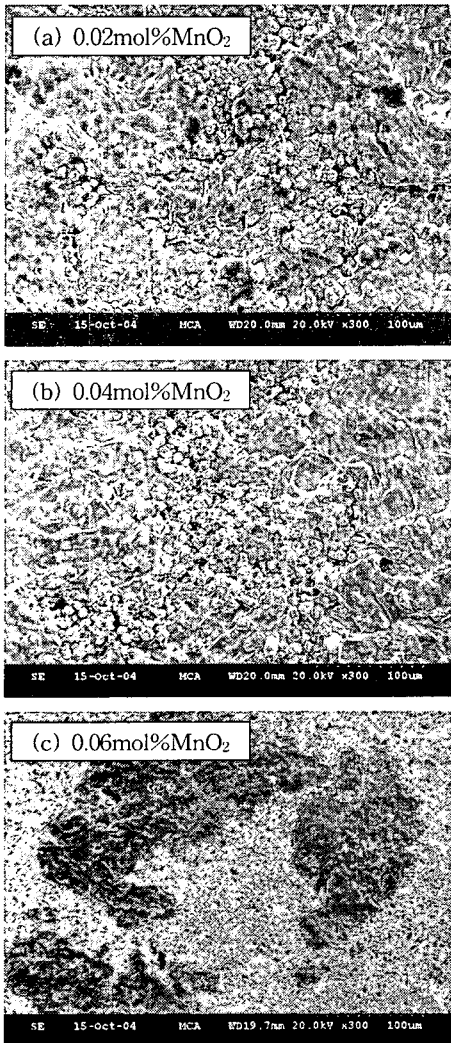 (a) 0.02mol%MnO₂
SE 15-Oct-04 MCA WD20.0mm 20.0kV x300 100um
(b) 0.04mol%MnO₂
SE 15-Oct-04 MCA WD20.0mm 20.0kV x300 100um
(c) 0.06mol%MnO₂
SE 15-Oct-04 MCA WD19.7mm 20.0kV x300 100um